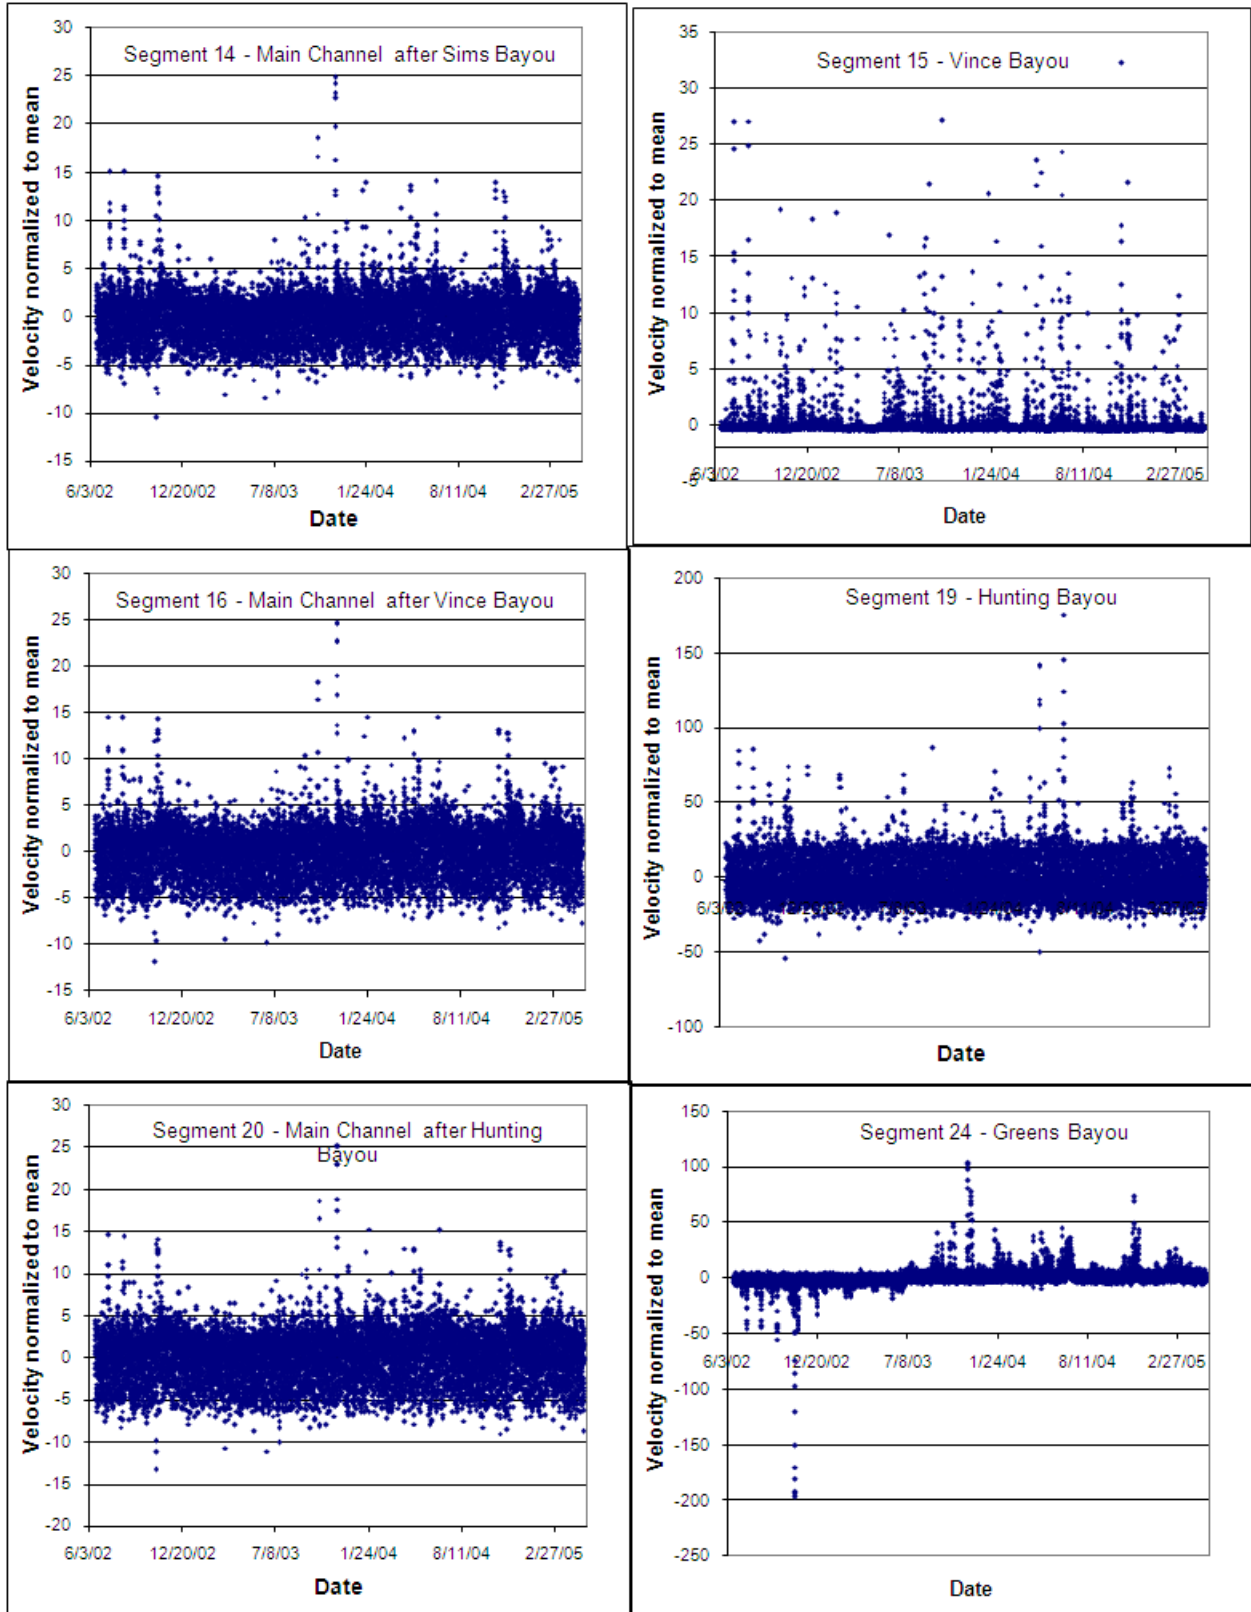 Segment 14 - Main Channel after Sims Bayou
Velocity normalized to mean
30
25
20
15
10
5
0
-5
-10
-15
6/3/02 12/20/02 7/8/03 1/24/04 8/11/04 2/27/05
Date
Segment 15 - Vince Bayou
Velocity normalized to mean
35
30
25
20
15
10
5
0
-5
6/3/02 12/20/02 7/8/03 1/24/04 8/11/04 2/27/05
Date
Segment 16 - Main Channel after Vince Bayou
Velocity normalized to mean
30
25
20
15
10
5
0
-5
-10
-15
6/3/02 12/20/02 7/8/03 1/24/04 8/11/04 2/27/05
Date
Segment 19 - Hunting Bayou
Velocity normalized to mean
200
150
100
50
0
-50
-100
Date
Segment 20 - Main Channel after Hunting
Bayou
Velocity normalized to mean
30
25
20
15
10
5
0
-5
-10
-15
-20
6/3/02 12/20/02 7/8/03 1/24/04 8/11/04 2/27/05
Date
Segment 24 - Greens Bayou
Velocity normalized to mean
150
100
50
0
-50
-100
-150
-200
-250
6/3/02 12/20/02 7/8/03 1/24/04 8/11/04 2/27/05
Date